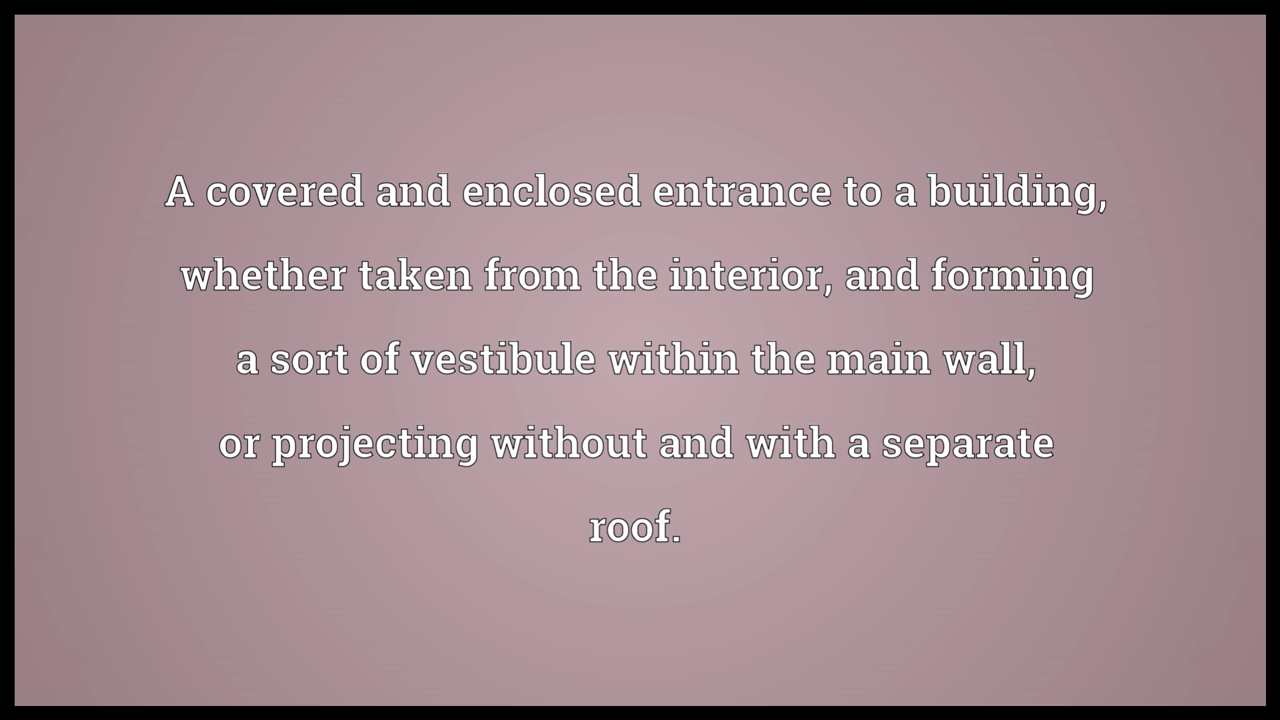 A covered and enclosed entrance to a building,
whether taken from the interior, and forming
a sort of vestibule within the main wall,
or projecting without and with a separate
roof.